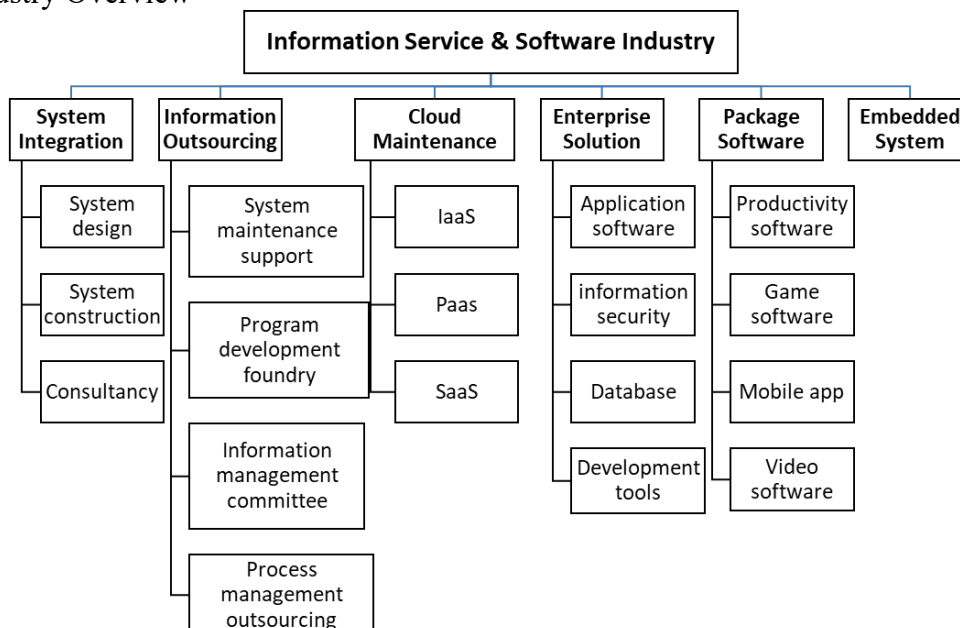 ustry Overview
Information Service & Software Industry
System
Integration
Information
Outsourcing
Cloud
Maintenance
Enterprise
Solution
Package
Software
Embedded
System
System
design
System
construction
Consultancy
System
maintenance
support
Program
development
foundry
Information
management
committee
Process
management
outsourcing
IaaS
Paas
SaaS
Application
software
information
security
Database
Development
tools
Productivity
software
Game
software
Mobile app
Video
software